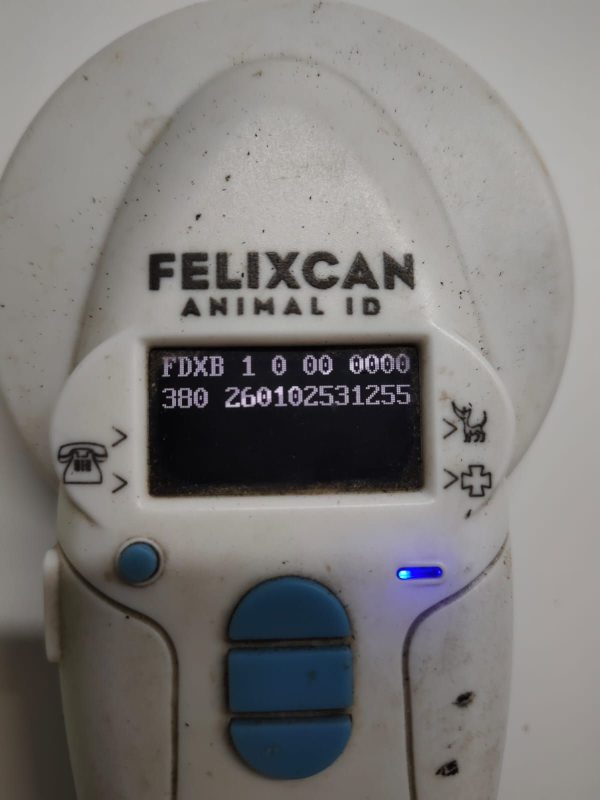 FELIXCAN
ANIMAL ID
FDXB 1 0 00 0000
380 260102531255